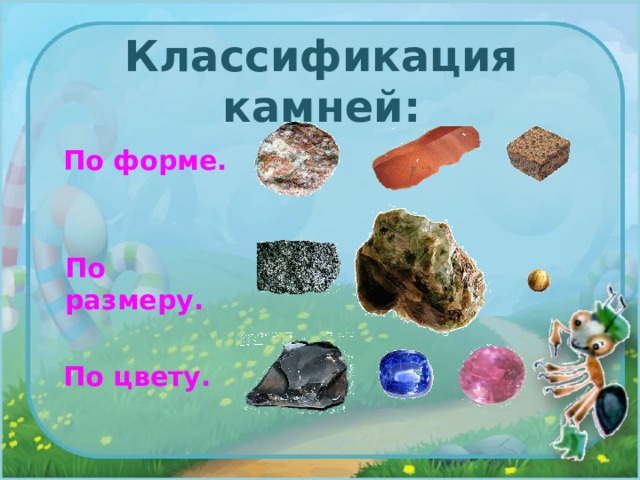 Классификация
камней:
По форме.
По
размеру.
По цвету.